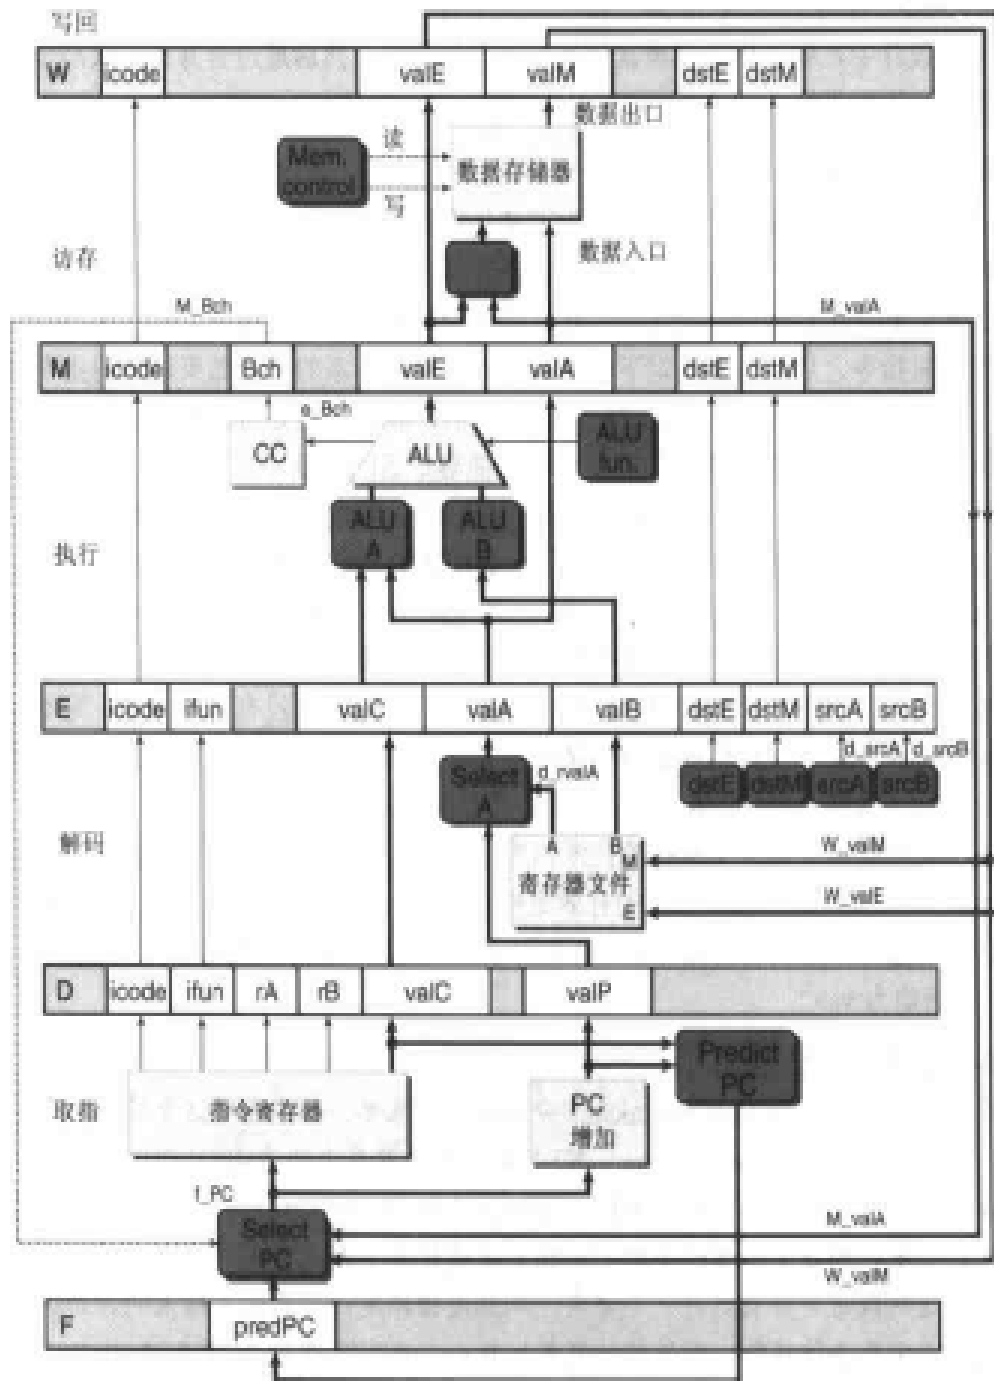 写回
W icode valE valM dstE dstM
数据出口
Mem. control
读
写
数据存储器
访存
数据入口
M_Bch
M_valA
M icode Bch valE valA dstE dstM
e_Bch
CC
ALU
ALU fun.
ALU A
ALU B
执行
E icode ifun valC valA valB dstE dstM srcA srcB
d_srcA d_srcB
Select A
d_rvalA
dstE dstM srcA srcB
解码
A B
M
寄存器文件
E
W_valM
W_valE
D icode ifun rA rB valC valP
Predict PC
取指
指令寄存器
PC 增加
f_PC
Select PC
M_valA
W_valM
F predPC